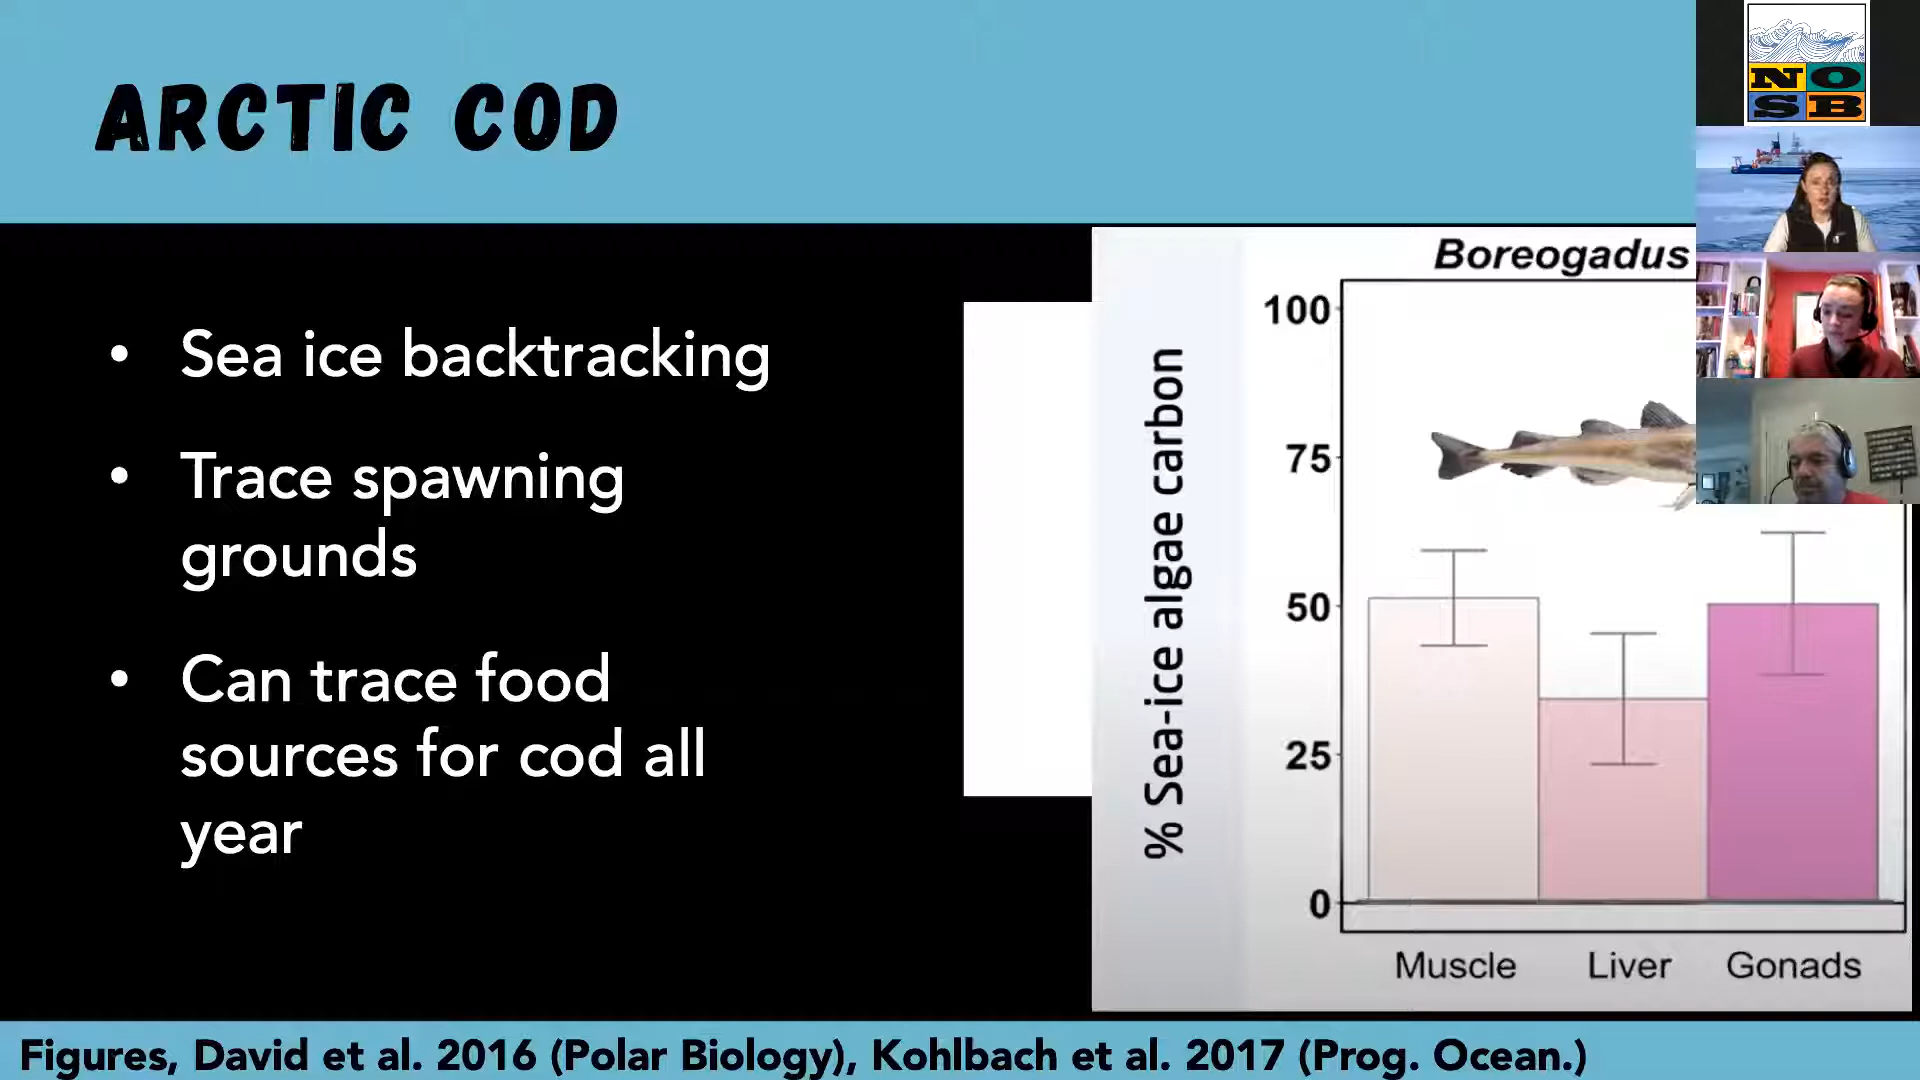 ARCTIC COD
NO
SB
• Sea ice backtracking
• Trace spawning
grounds
• Can trace food
sources for cod all
year
Boreogadus
% Sea-ice algae carbon
100
75
50
25
0
Muscle Liver Gonads
Figures, David et al. 2016 (Polar Biology), Kohlbach et al. 2017 (Prog. Ocean.)